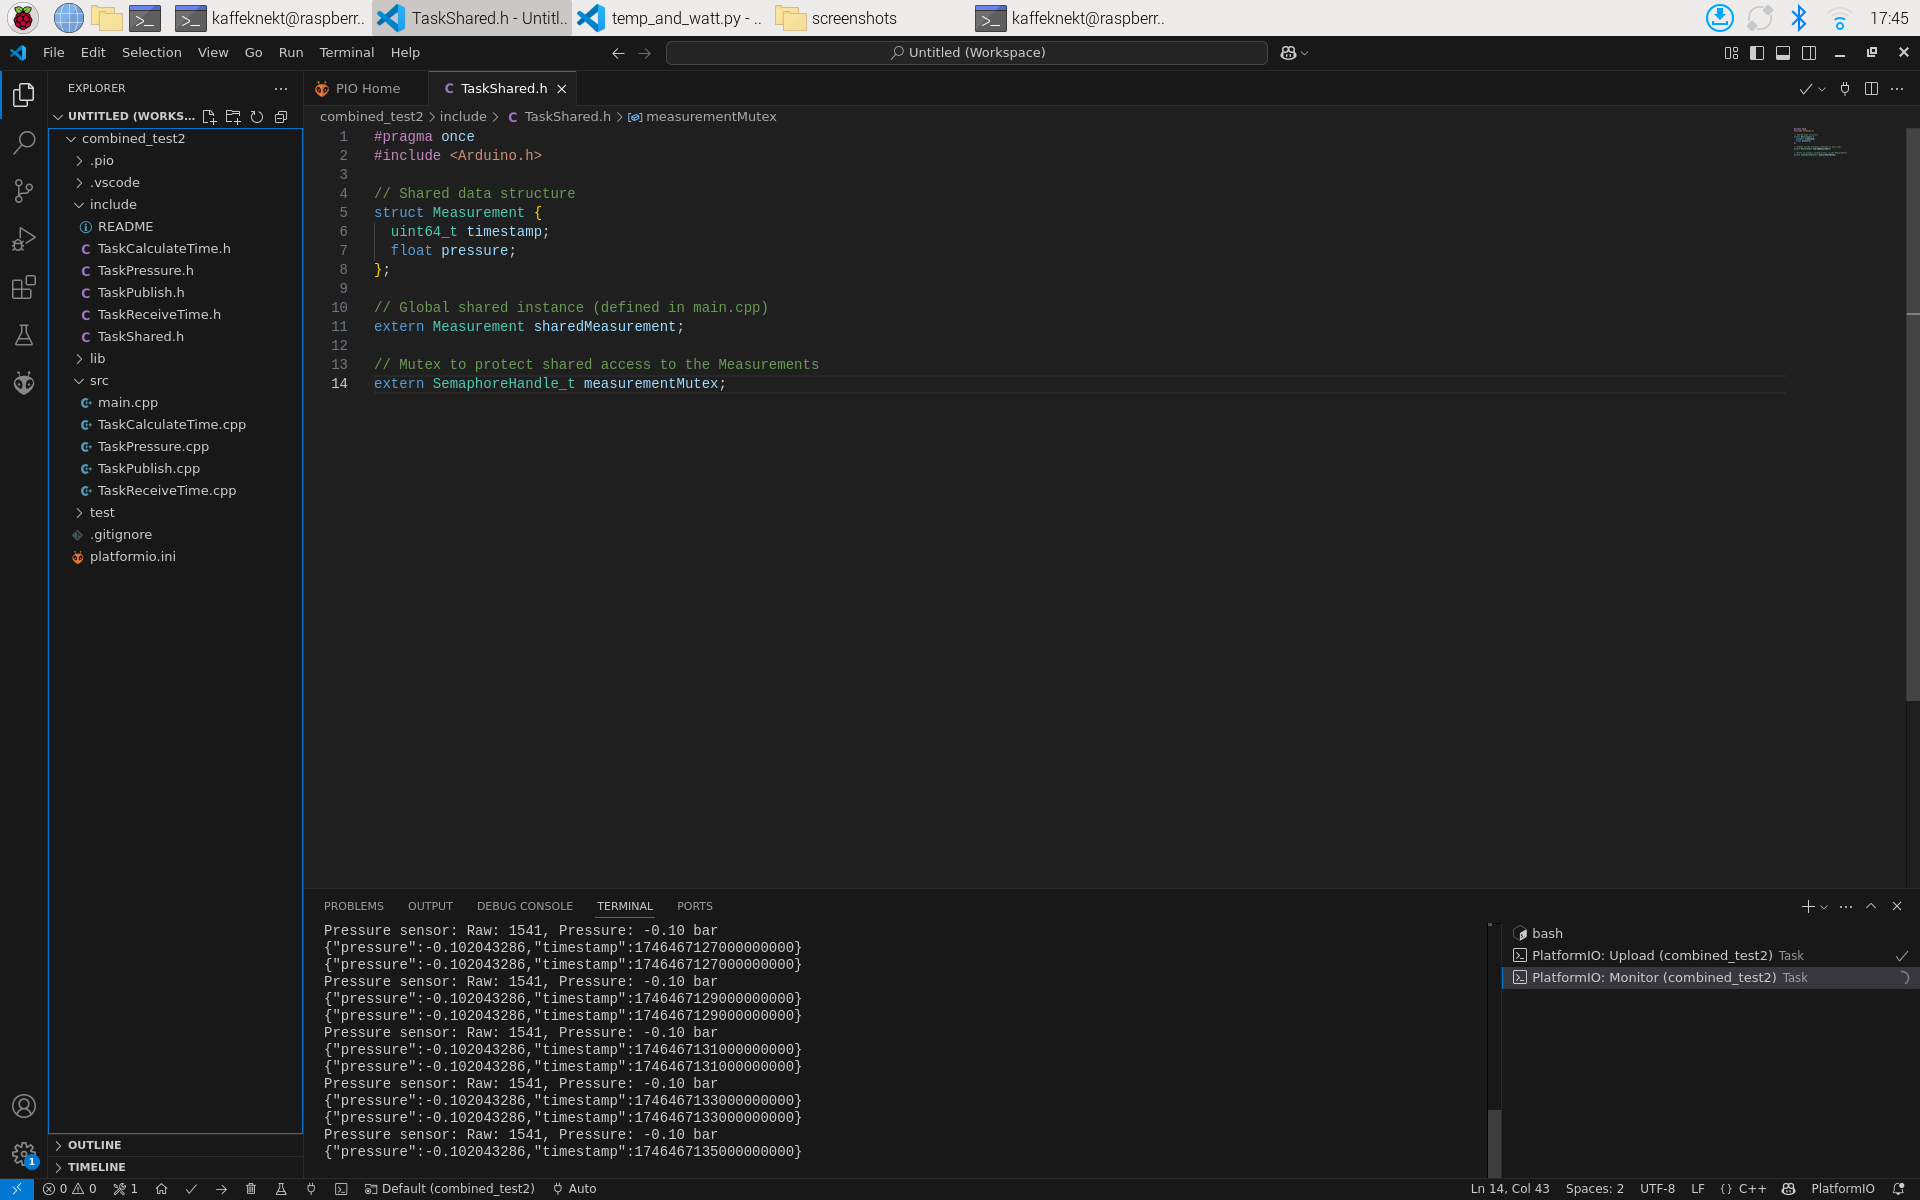 kaffeknekt@raspberr.. TaskShared.h - Untitl.. temp_and_watt.py - .. screenshots kaffeknekt@raspberr.. 17:45
File Edit Selection View Go Run Terminal Help Untitled (Workspace)
EXPLORER
UNTITLED (WORKS...
combined_test2
.pio
.vscode
include
README
TaskCalculateTime.h
TaskPressure.h
TaskPublish.h
TaskReceiveTime.h
TaskShared.h
lib
src
main.cpp
TaskCalculateTime.cpp
TaskPressure.cpp
TaskPublish.cpp
TaskReceiveTime.cpp
test
.gitignore
platformio.ini
OUTLINE
TIMELINE
PIO Home TaskShared.h
combined_test2 > include > C TaskShared.h > measurementMutex
1 #pragma once
2 #include <Arduino.h>
3
4 // Shared data structure
5 struct Measurement {
6 uint64_t timestamp;
7 float pressure;
8 };
9
10 // Global shared instance (defined in main.cpp)
11 extern Measurement sharedMeasurement;
12
13 // Mutex to protect shared access to the Measurements
14 extern SemaphoreHandle_t measurementMutex;
PROBLEMS OUTPUT DEBUG CONSOLE TERMINAL PORTS
Pressure sensor: Raw: 1541, Pressure: -0.10 bar
{"pressure":-0.102043286,"timestamp":1746467127000000000}
{"pressure":-0.102043286,"timestamp":1746467127000000000}
Pressure sensor: Raw: 1541, Pressure: -0.10 bar
{"pressure":-0.102043286,"timestamp":1746467129000000000}
{"pressure":-0.102043286,"timestamp":1746467129000000000}
Pressure sensor: Raw: 1541, Pressure: -0.10 bar
{"pressure":-0.102043286,"timestamp":1746467131000000000}
{"pressure":-0.102043286,"timestamp":1746467131000000000}
Pressure sensor: Raw: 1541, Pressure: -0.10 bar
{"pressure":-0.102043286,"timestamp":1746467133000000000}
{"pressure":-0.102043286,"timestamp":1746467133000000000}
Pressure sensor: Raw: 1541, Pressure: -0.10 bar
{"pressure":-0.102043286,"timestamp":1746467135000000000}
bash
PlatformIO: Upload (combined_test2) Task
PlatformIO: Monitor (combined_test2) Task
1
0 0 1 Default (combined_test2) Auto Ln 14, Col 43 Spaces: 2 UTF-8 LF {} C++ PlatformIO